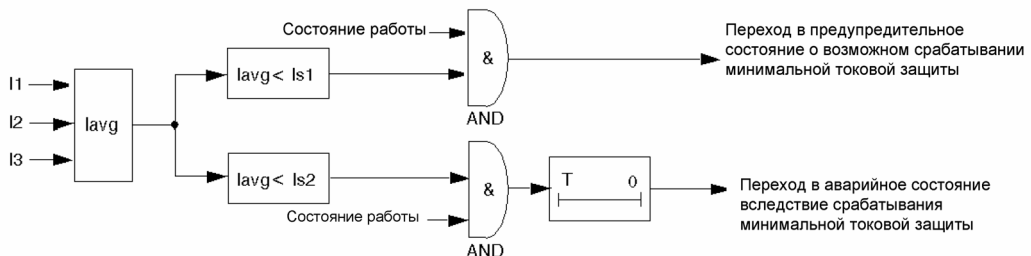 Состояние работы
Переход в предупредительное
состояние о возможном срабатывании
минимальной токовой защиты
&
Iavg< Is1
I1
I2
I3
Iavg
AND
Iavg< Is2
&
T 0
Переход в аварийное состояние
вследствие срабатывания
минимальной токовой защиты
Состояние работы
AND